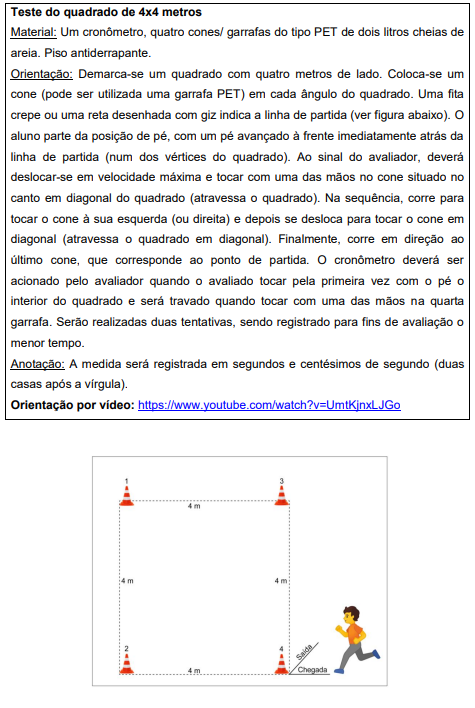 Teste do quadrado de 4x4 metros
Material: Um cronômetro, quatro cones/ garrafas do tipo PET de dois litros cheias de
areia. Piso antiderrapante.
Orientação: Demarca-se um quadrado com quatro metros de lado. Coloca-se um
cone (pode ser utilizada uma garrafa PET) em cada ângulo do quadrado. Uma fita
crepe ou uma reta desenhada com giz indica a linha de partida (ver figura abaixo). O
aluno parte da posição de pé, com um pé avançado à frente imediatamente atrás da
linha de partida (num dos vértices do quadrado). Ao sinal do avaliador, deverá
deslocar-se em velocidade máxima e tocar com uma das mãos no cone situado no
canto em diagonal do quadrado (atravessa o quadrado). Na sequência, corre para
tocar o cone à sua esquerda (ou direita) e depois se desloca para tocar o cone em
diagonal (atravessa o quadrado em diagonal). Finalmente, corre em direção ao
último cone, que corresponde ao ponto de partida. O cronômetro deverá ser
acionado pelo avaliador quando o avaliado tocar pela primeira vez com o pé o
interior do quadrado e será travado quando tocar com uma das mãos na quarta
garrafa. Serão realizadas duas tentativas, sendo registrado para fins de avaliação o
menor tempo.
Anotação: A medida será registrada em segundos e centésimos de segundo (duas
casas após a vírgula).
Orientação por vídeo: https://www.youtube.com/watch?v=UmtKjnxLJGo
1
3
4 m
4 m
4 m
2
4
Saída
4 m
Chegada